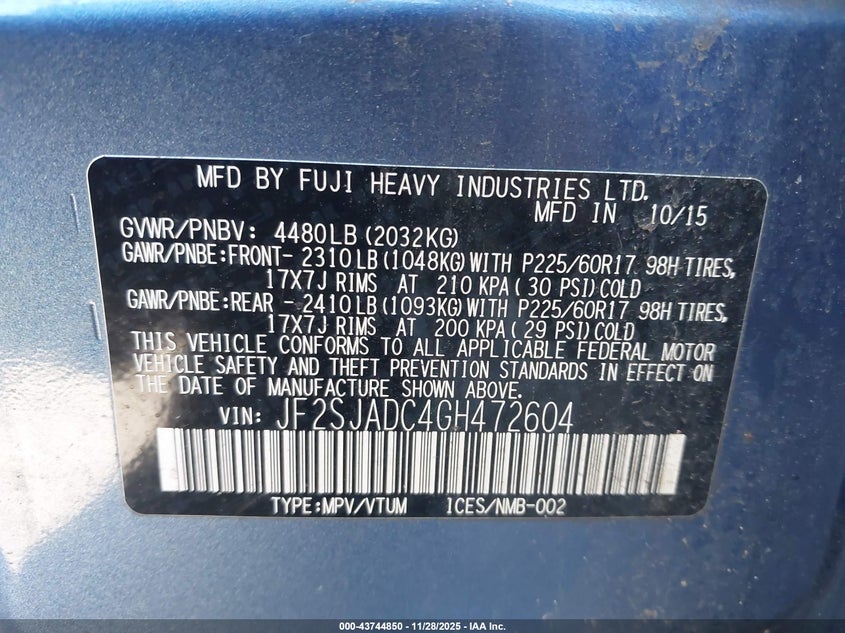 MFD BY FUJI HEAVY INDUSTRIES LTD.
MFD IN 10/15
GVWR/PNBV: 4480LB (2032KG)
GAWR/PNBE:FRONT- 2310LB (1048KG) WITH P225/60R17 98H TIRES,
17X7J RIMS AT 210 KPA ( 30 PSI) COLD
GAWR/PNBE:REAR - 2410LB (1093KG) WITH P225/60R17 98H TIRES,
17X7J RIMS AT 200 KPA ( 29 PSI) COLD
THIS VEHICLE CONFORMS TO ALL APPLICABLE FEDERAL MOTOR
VEHICLE SAFETY AND THEFT PREVENTION STANDARDS IN EFFECT ON
THE DATE OF MANUFACTURE SHOWN ABOVE.
VIN: JF2SJADC4GH472604
TYPE:MPV/VTUM ICES/NMB-002
000-43744850 - 11/28/2025 - IAA Inc.